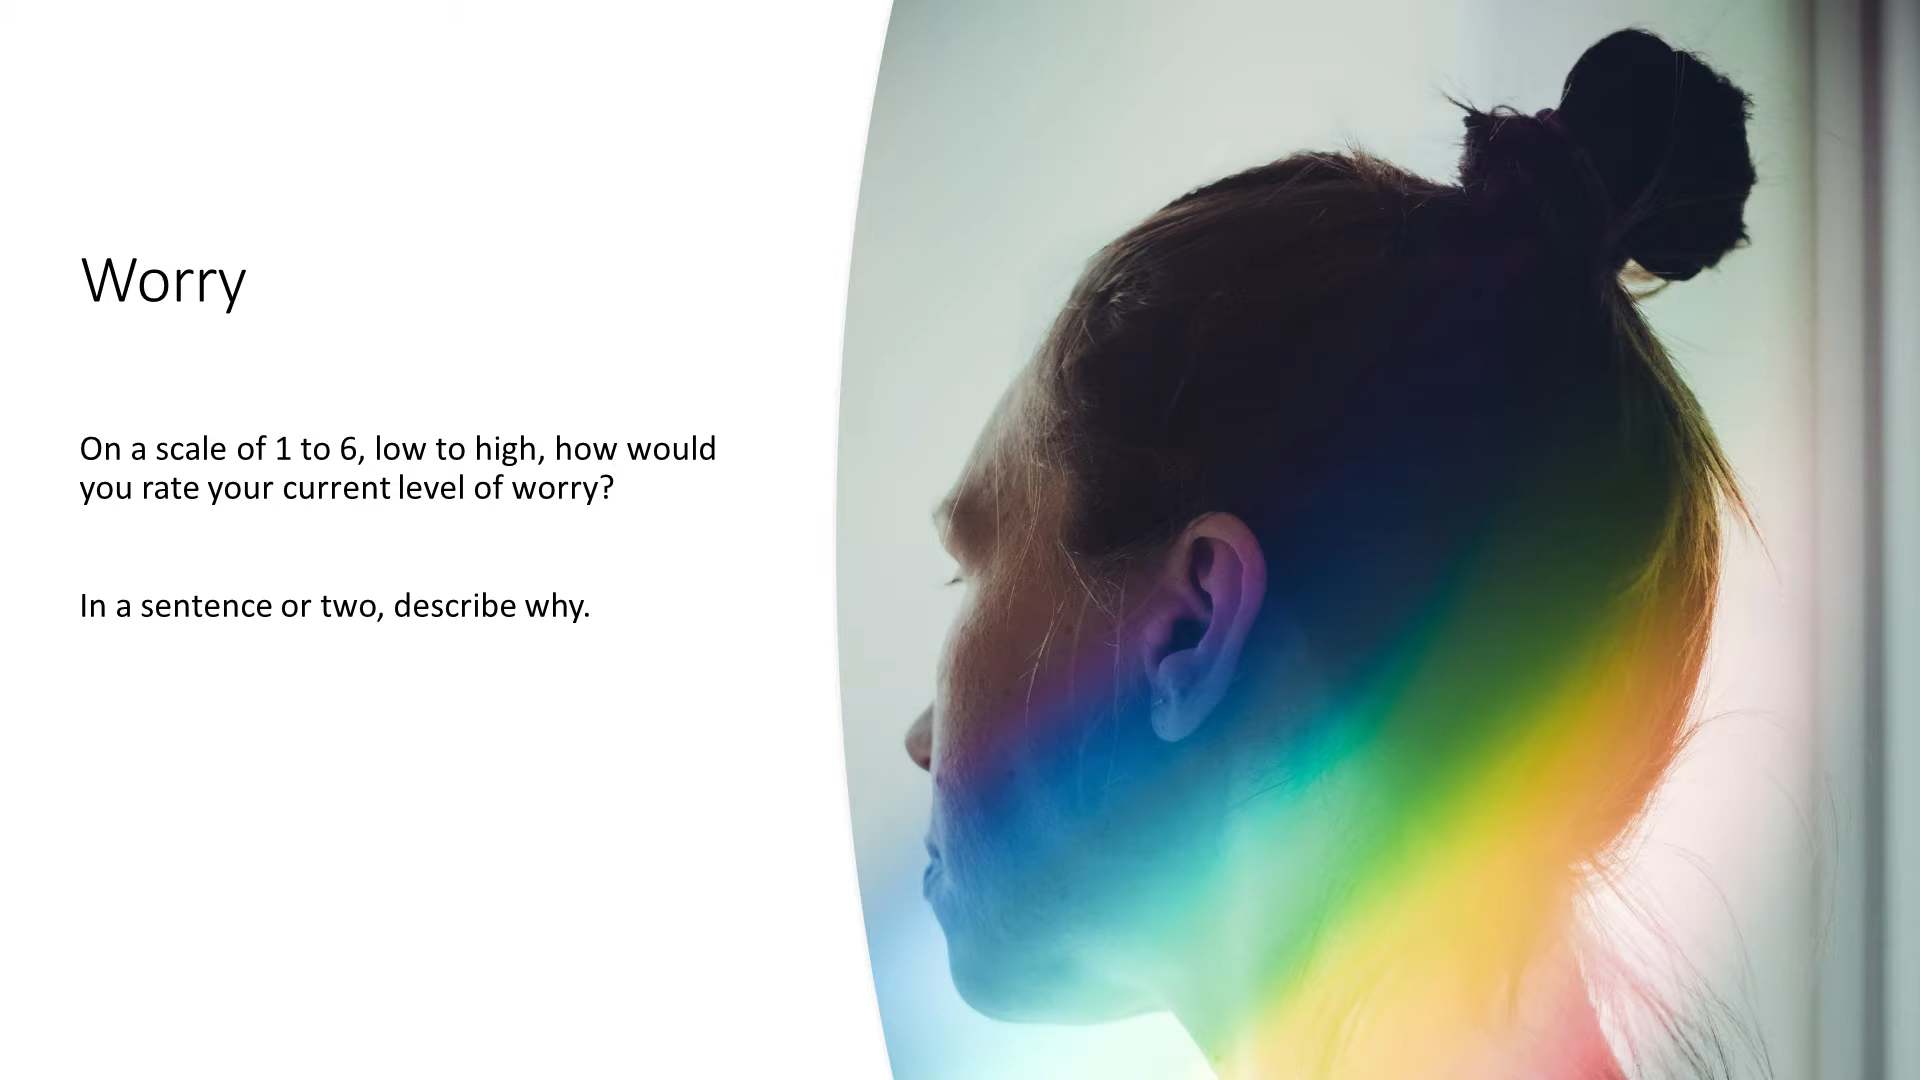 Worry
On a scale of 1 to 6, low to high, how would
you rate your current level of worry?
In a sentence or two, describe why.